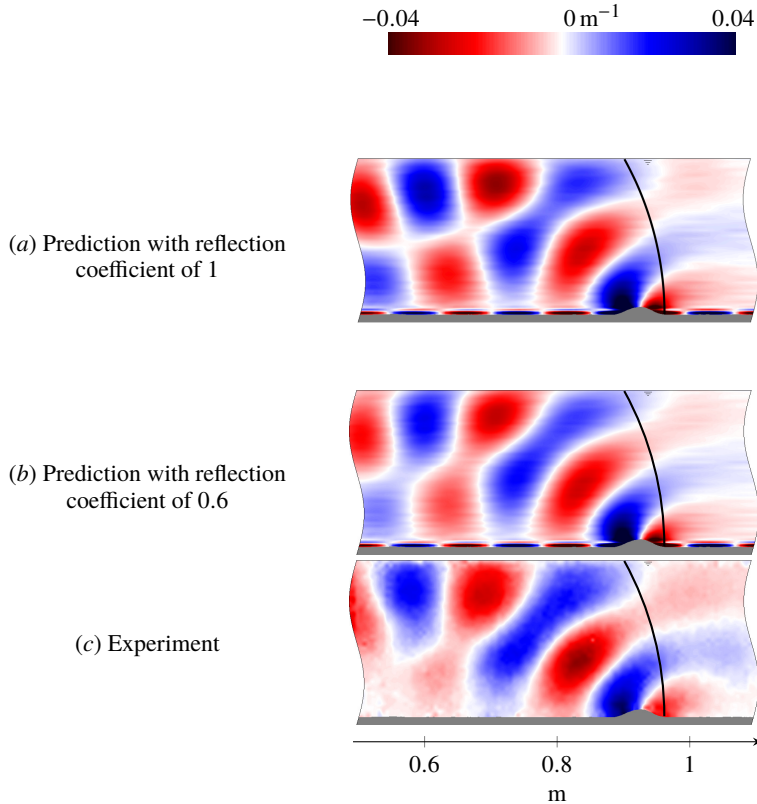 −0.04 0 m⁻¹ 0.04
(a) Prediction with reflection
coefficient of 1
(b) Prediction with reflection
coefficient of 0.6
(c) Experiment
0.6 0.8 1
m